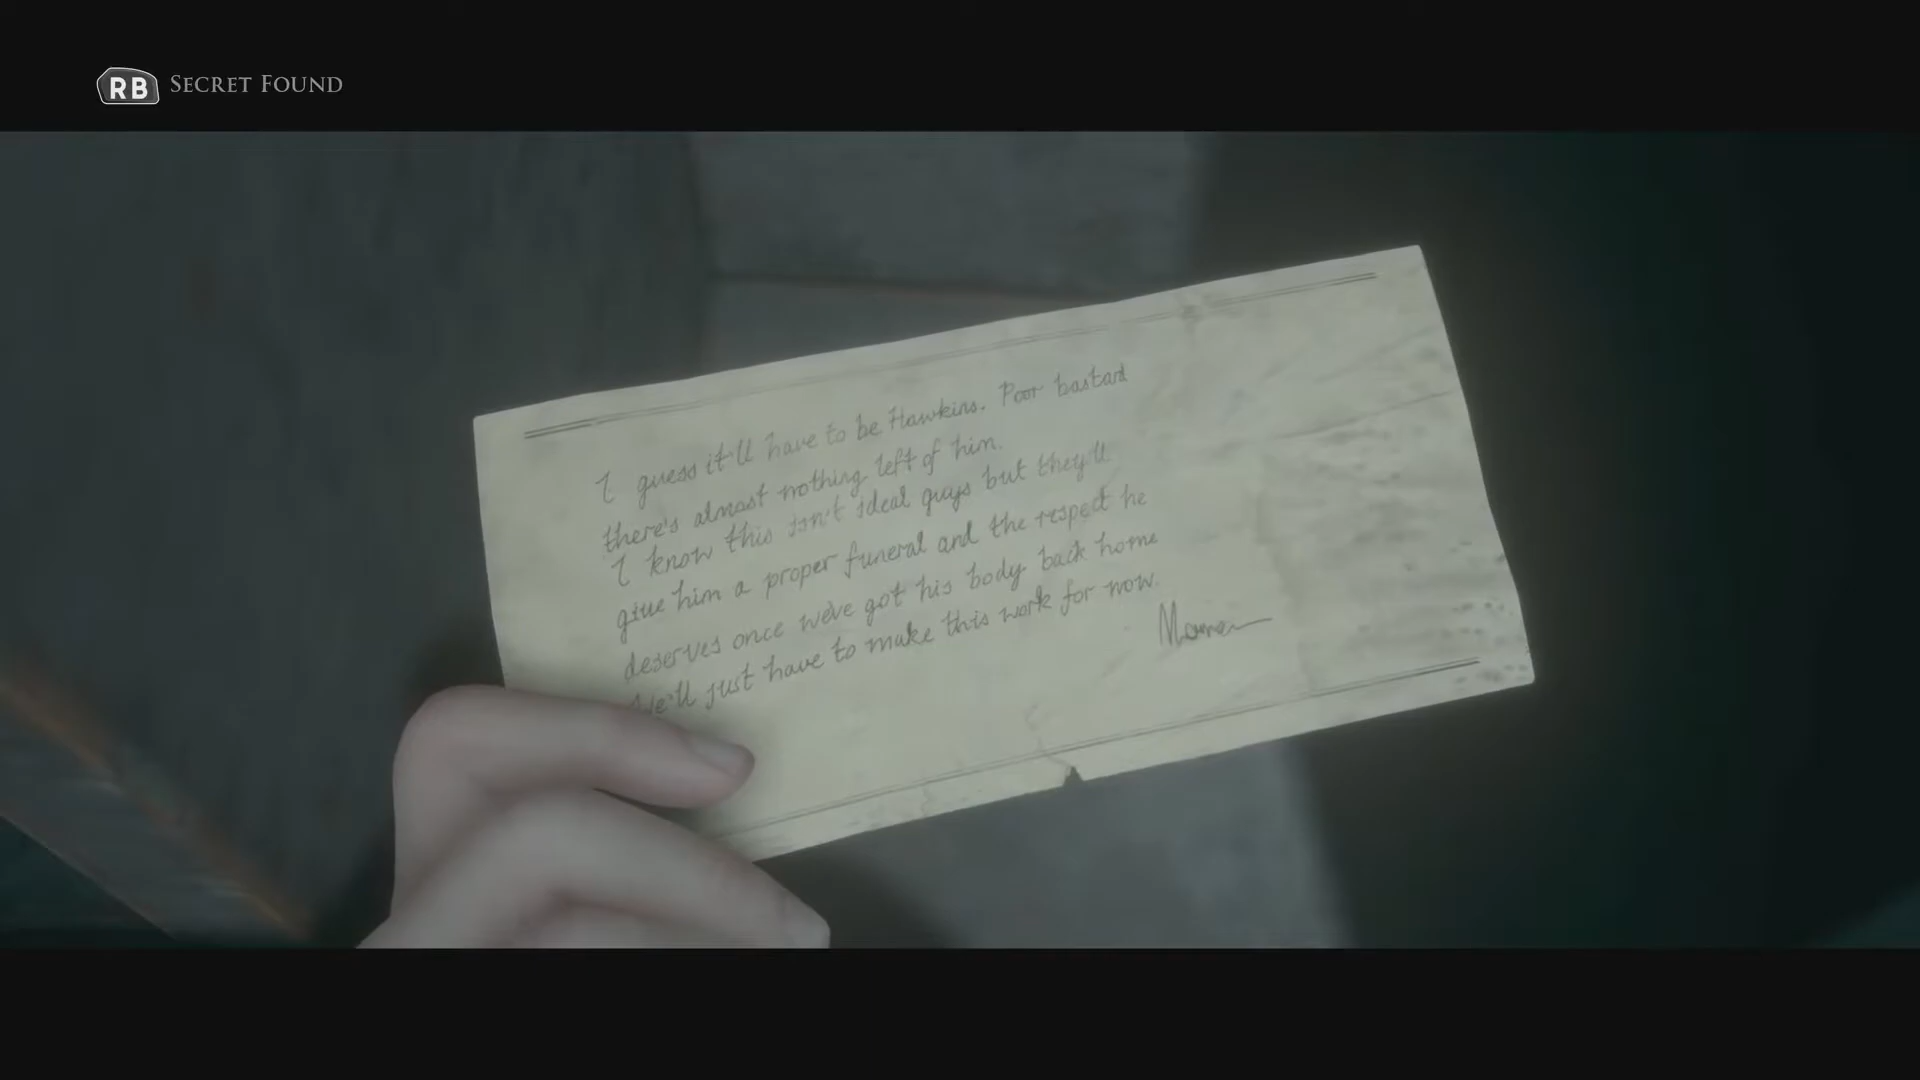 RB SECRET FOUND
I guess it'll have to be Hawkins. Poor bastard
there's almost nothing left of him.
I know this isn't ideal guys but they'll
give him a proper funeral and the respect he
deserves once we've got his body back home
We'll just have to make this work for now.